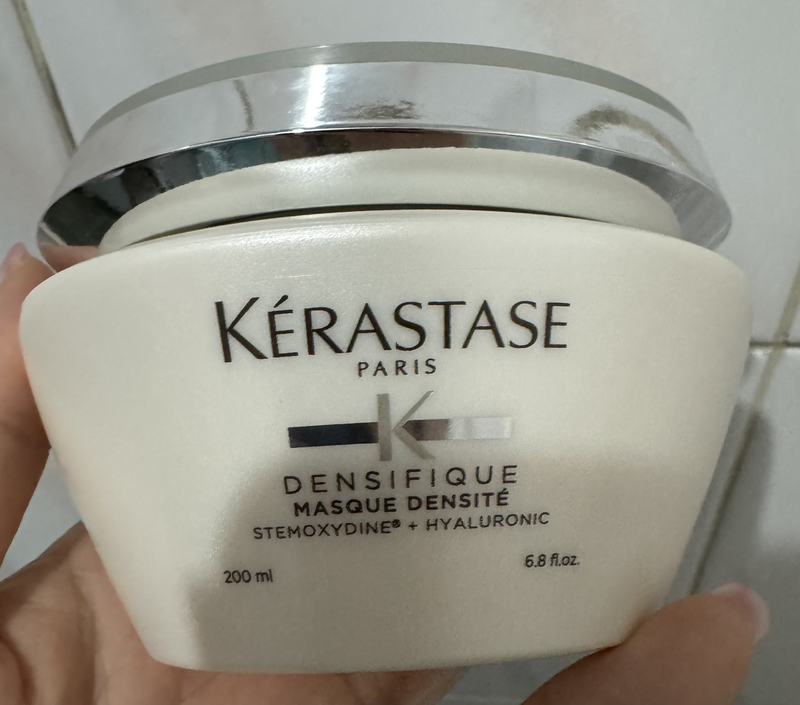 KÉRASTASE
PARIS
K
DENSIFIQUE
MASQUE DENSITÉ
STEMOXYDINE® + HYALURONIC
200 ml 6.8 fl.oz.